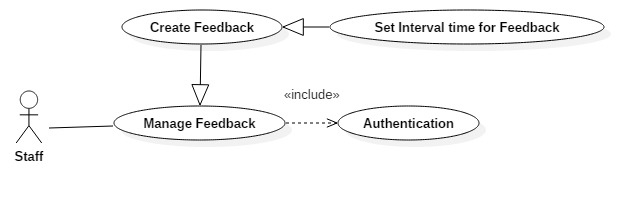 Create Feedback
Set Interval time for Feedback
«include»
Manage Feedback
Authentication
Staff